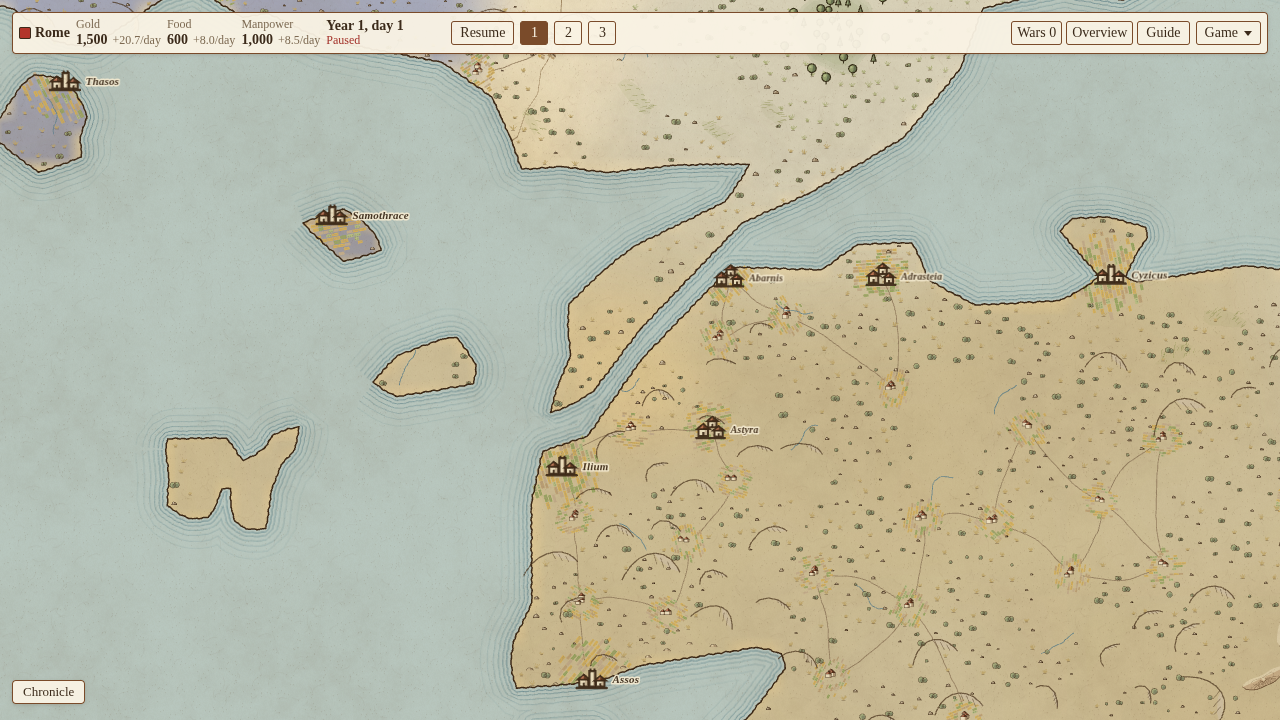 Rome
Gold
1,500 +20.7/day
Food
600 +8.0/day
Manpower
1,000 +8.5/day
Year 1, day 1
Paused
Resume
1
2
3
Wars 0
Overview
Guide
Game
Thasos
Samothrace
Abarnis
Adrasteia
Cyzicus
Astyra
Ilium
Assos
Chronicle